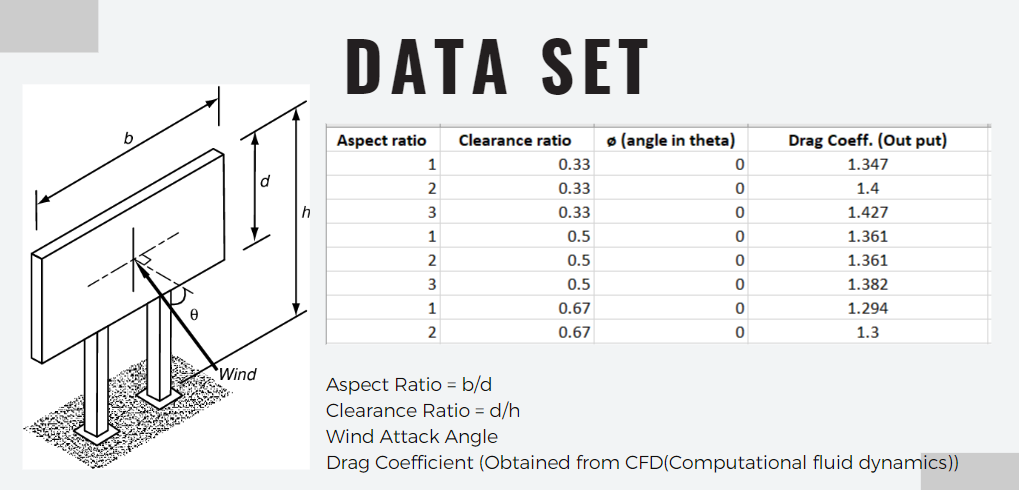 DATA SET
b
d
h
θ
Wind
Aspect ratio Clearance ratio ø (angle in theta) Drag Coeff. (Out put)
1 0.33 0 1.347
2 0.33 0 1.4
3 0.33 0 1.427
1 0.5 0 1.361
2 0.5 0 1.361
3 0.5 0 1.382
1 0.67 0 1.294
2 0.67 0 1.3
Aspect Ratio = b/d
Clearance Ratio = d/h
Wind Attack Angle
Drag Coefficient (Obtained from CFD(Computational fluid dynamics))